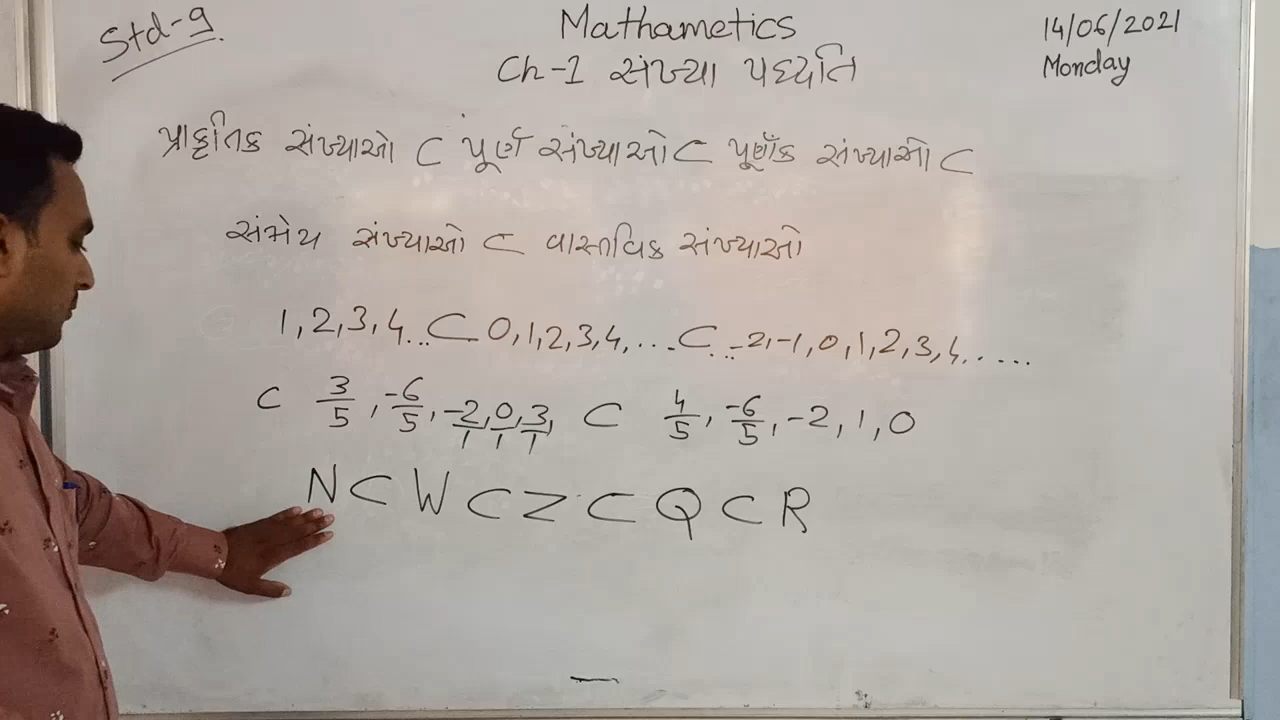 Std-9
Mathametics
14/06/2021
Monday
Ch-1 સંખ્યા પદ્ધતિ
પ્રાકૃતિક સંખ્યાઓ ⊂ પૂર્ણ સંખ્યાઓ ⊂ પૂર્ણાંક સંખ્યાઓ ⊂
સંમેય સંખ્યાઓ ⊂ વાસ્તવિક સંખ્યાઓ
1,2,3,4... ⊂ 0,1,2,3,4,... ⊂ ...-2,-1,0,1,2,3,4.....
⊂ 3/5, -6/5, -2/1, 0/1, 3/1, ⊂ 4/5, -6/5, -2, 1, 0
N ⊂ W ⊂ Z ⊂ Q ⊂ R